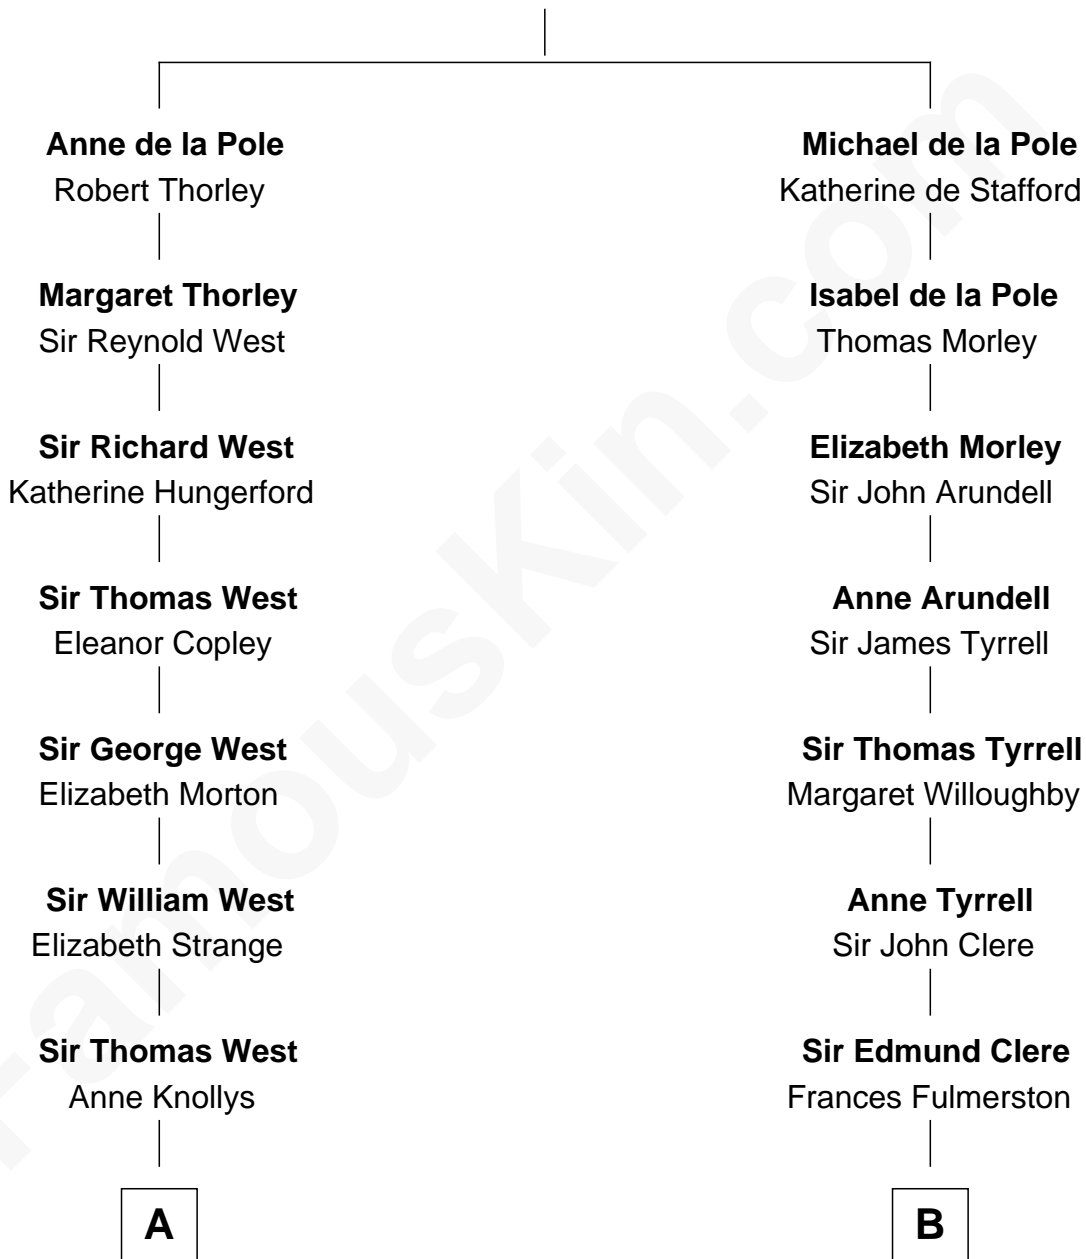 Anne de la Pole
Robert Thorley
Margaret Thorley
Sir Reynold West
Sir Richard West
Katherine Hungerford
Sir Thomas West
Eleanor Copley
Sir George West
Elizabeth Morton
Sir William West
Elizabeth Strange
Sir Thomas West
Anne Knollys
A
Michael de la Pole
Katherine de Stafford
Isabel de la Pole
Thomas Morley
Elizabeth Morley
Sir John Arundell
Anne Arundell
Sir James Tyrrell
Sir Thomas Tyrrell
Margaret Willoughby
Anne Tyrrell
Sir John Clere
Sir Edmund Clere
Frances Fulmerston
B
FamousKin.com